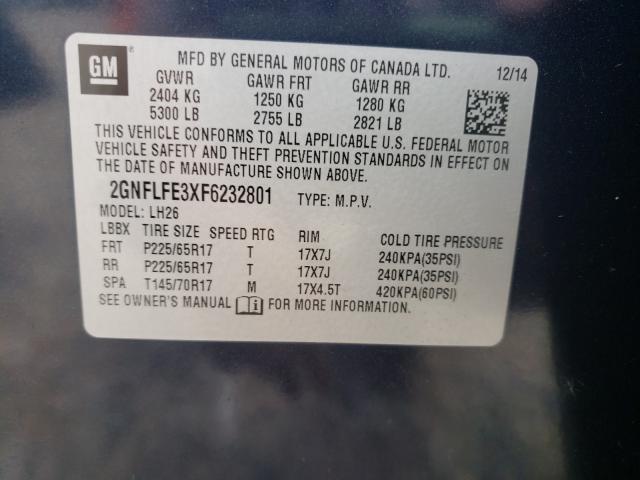 GM
MFD BY GENERAL MOTORS OF CANADA LTD. 12/14
GVWR GAWR FRT GAWR RR
2404 KG 1250 KG 1280 KG
5300 LB 2755 LB 2821 LB
THIS VEHICLE CONFORMS TO ALL APPLICABLE U.S. FEDERAL MOTOR
VEHICLE SAFETY AND THEFT PREVENTION STANDARDS IN EFFECT ON
THE DATE OF MANUFACTURE SHOWN ABOVE.
2GNFLFE3XF6232801 TYPE: M.P.V.
MODEL: LH26
LBBX TIRE SIZE SPEED RTG RIM COLD TIRE PRESSURE
FRT P225/65R17 T 17X7J 240KPA(35PSI)
RR P225/65R17 T 17X7J 240KPA(35PSI)
SPA T145/70R17 M 17X4.5T 420KPA(60PSI)
SEE OWNER'S MANUAL FOR MORE INFORMATION.